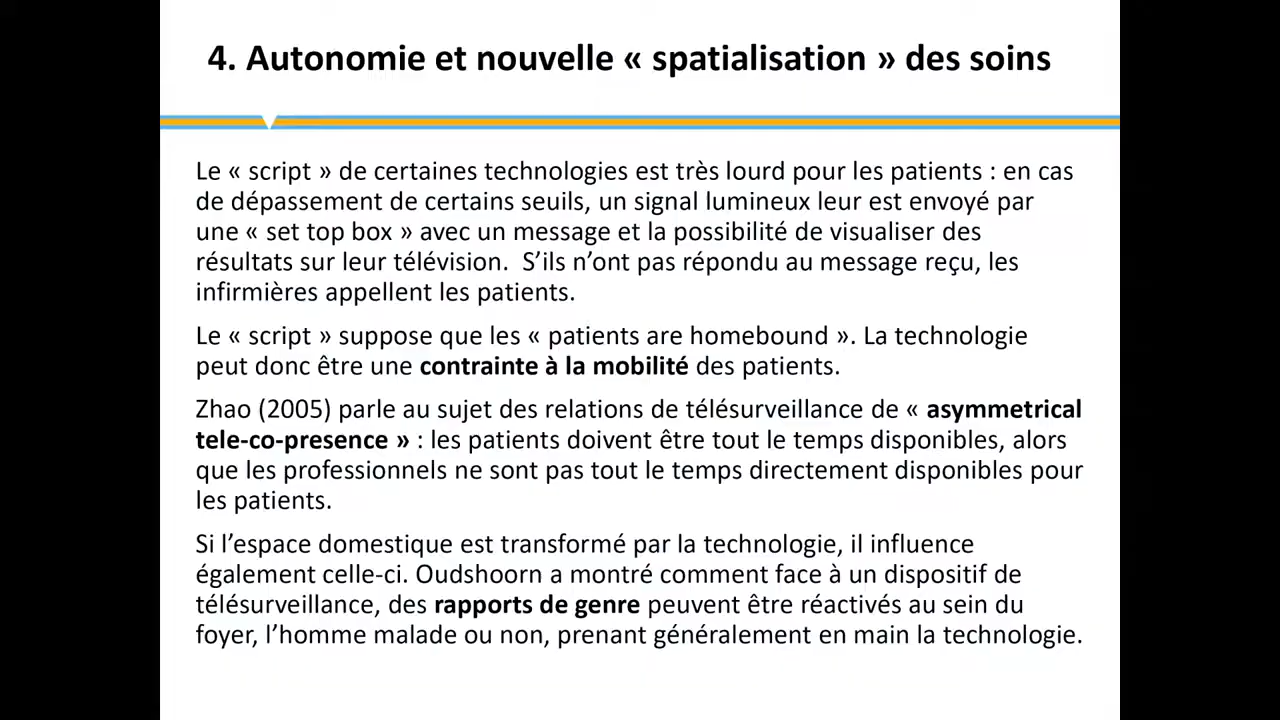 4. Autonomie et nouvelle « spatialisation » des soins
Le « script » de certaines technologies est très lourd pour les patients : en cas
de dépassement de certains seuils, un signal lumineux leur est envoyé par
une « set top box » avec un message et la possibilité de visualiser des
résultats sur leur télévision.  S’ils n’ont pas répondu au message reçu, les
infirmières appellent les patients.
Le « script » suppose que les « patients are homebound ». La technologie
peut donc être une contrainte à la mobilité des patients.
Zhao (2005) parle au sujet des relations de télésurveillance de « asymmetrical
tele-co-presence » : les patients doivent être tout le temps disponibles, alors
que les professionnels ne sont pas tout le temps directement disponibles pour
les patients.
Si l’espace domestique est transformé par la technologie, il influence
également celle-ci. Oudshoorn a montré comment face à un dispositif de
télésurveillance, des rapports de genre peuvent être réactivés au sein du
foyer, l’homme malade ou non, prenant généralement en main la technologie.